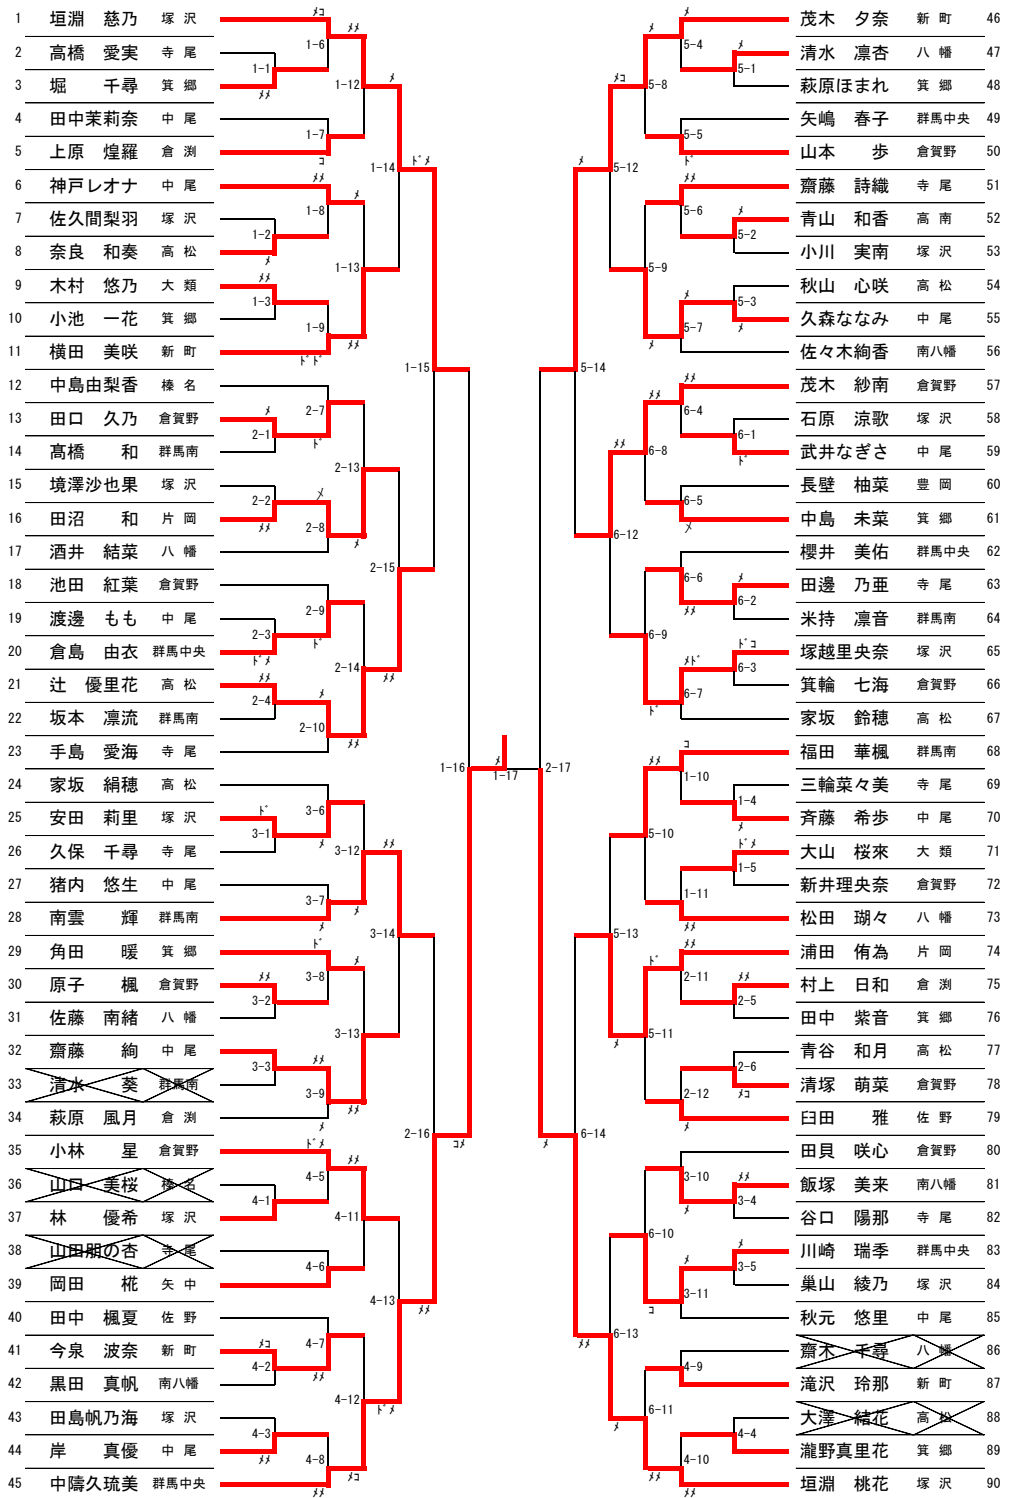 1 垣淵 慈乃 塚 沢
2 高橋 愛実 寺 尾
3 堀 千尋 箕 郷
4 田中茉莉奈 中 尾
5 上原 煌羅 倉 渕
6 神戸レオナ 中 尾
7 佐久間梨羽 塚 沢
8 奈良 和奏 高 松
9 木村 悠乃 大 類
10 小池 一花 箕 郷
11 横田 美咲 新 町
12 中島由梨香 榛 名
13 田口 久乃 倉賀野
14 髙橋 和 群馬南
15 境澤沙也果 塚 沢
16 田沼 和 片 岡
17 酒井 結菜 八 幡
18 池田 紅葉 倉賀野
19 渡邊 もも 中 尾
20 倉島 由衣 群馬中央
21 辻 優里花 高 松
22 坂本 凛流 群馬南
23 手島 愛海 寺 尾
24 家坂 絹穂 高 松
25 安田 莉里 塚 沢
26 久保 千尋 寺 尾
27 猪内 悠生 中 尾
28 南雲 輝 群馬南
29 角田 暖 箕 郷
30 原子 楓 倉賀野
31 佐藤 南緒 八 幡
32 齋藤 絢 中 尾
33 清水 葵 群馬南
34 萩原 風月 倉 渕
35 小林 星 倉賀野
36 山口 美桜 榛 名
37 林 優希 塚 沢
38 山田朋の杏 寺 尾
39 岡田 椛 矢 中
40 田中 楓夏 佐 野
41 今泉 波奈 新 町
42 黒田 真帆 南八幡
43 田島帆乃海 塚 沢
44 岸 真優 中 尾
45 中隯久琉美 群馬中央
茂木 夕奈 新 町 46
清水 凛杏 八 幡 47
萩原ほまれ 箕 郷 48
矢嶋 春子 群馬中央 49
山本 歩 倉賀野 50
齋藤 詩織 寺 尾 51
青山 和香 高 南 52
小川 実南 塚 沢 53
秋山 心咲 高 松 54
久森ななみ 中 尾 55
佐々木絢香 南八幡 56
茂木 紗南 倉賀野 57
石原 涼歌 塚 沢 58
武井なぎさ 中 尾 59
長壁 柚菜 豊 岡 60
中島 未菜 箕 郷 61
櫻井 美佑 群馬中央 62
田邊 乃亜 寺 尾 63
米持 凛音 群馬南 64
塚越里央奈 塚 沢 65
箕輪 七海 倉賀野 66
家坂 鈴穂 高 松 67
福田 華楓 群馬南 68
三輪菜々美 寺 尾 69
斉藤 希歩 中 尾 70
大山 桜來 大 類 71
新井理央奈 倉賀野 72
松田 瑚々 八 幡 73
浦田 侑為 片 岡 74
村上 日和 倉 渕 75
田中 紫音 箕 郷 76
青谷 和月 高 松 77
清塚 萌菜 倉賀野 78
臼田 雅 佐 野 79
田貝 咲心 倉賀野 80
飯塚 美来 南八幡 81
谷口 陽那 寺 尾 82
川崎 瑞季 群馬中央 83
巣山 綾乃 塚 沢 84
秋元 悠里 中 尾 85
齋木 千尋 八 幡 86
滝沢 玲那 新 町 87
大澤 結花 高 松 88
瀧野真里花 箕 郷 89
垣淵 桃花 塚 沢 90
1-1
1-2
1-3
2-1
2-2
2-3
2-4
3-1
3-2
3-3
4-1
4-2
4-3
1-6
1-7
1-8
1-9
2-7
2-8
2-9
2-10
3-6
3-7
3-8
3-9
4-5
4-6
4-7
4-8
1-12
1-13
2-13
2-14
3-12
3-13
4-11
4-12
1-14
2-15
3-14
4-13
1-15
2-16
1-16
1-17
2-17
5-14
6-14
5-12
6-12
5-13
6-13
5-8
5-9
6-8
6-9
5-10
5-11
6-10
6-11
5-4
5-5
5-6
5-7
6-4
6-5
6-6
6-7
1-10
1-11
2-11
2-12
3-10
3-11
4-9
4-10
5-1
5-2
5-3
6-1
6-2
6-3
1-4
1-5
2-5
2-6
3-4
3-5
4-4